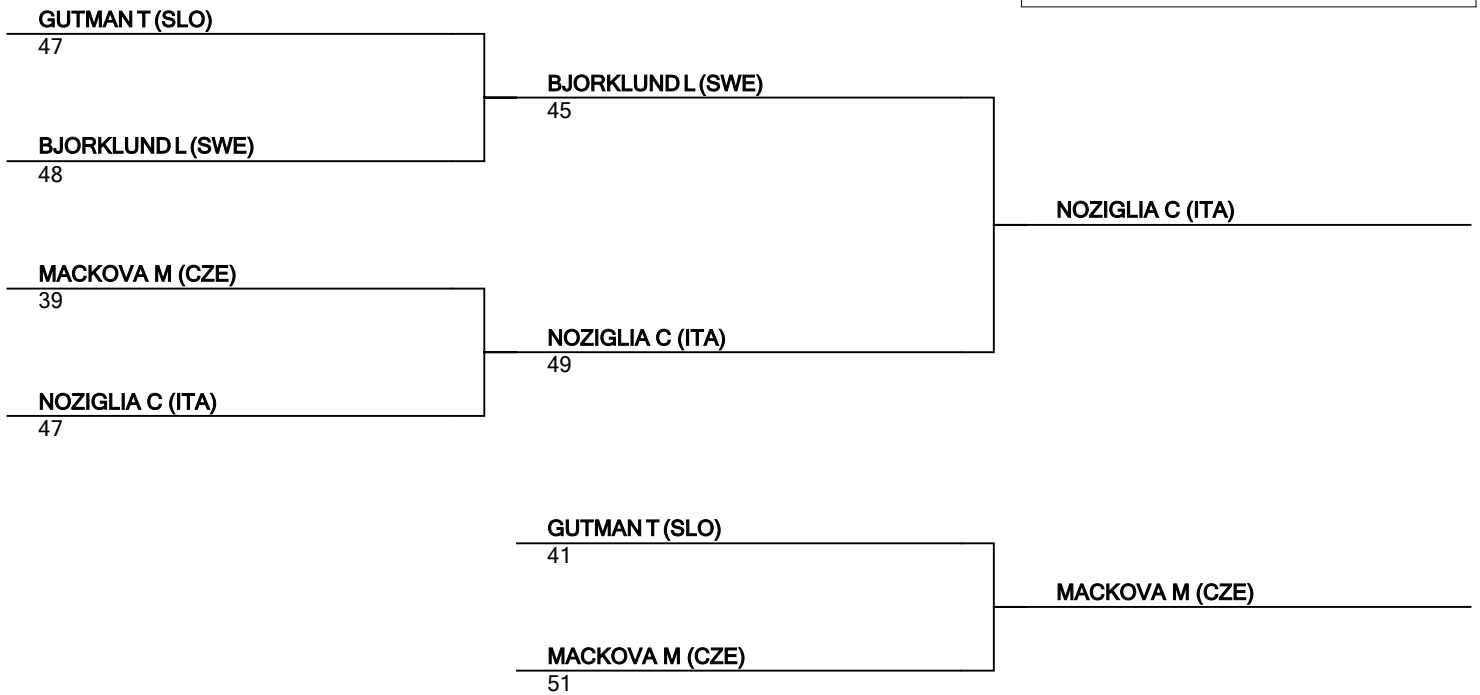 GUTMAN T (SLO)
47
BJORKLUND L (SWE)
45
BJORKLUND L (SWE)
48
NOZIGLIA C (ITA)
MACKOVA M (CZE)
39
NOZIGLIA C (ITA)
49
NOZIGLIA C (ITA)
47
GUTMAN T (SLO)
41
MACKOVA M (CZE)
MACKOVA M (CZE)
51